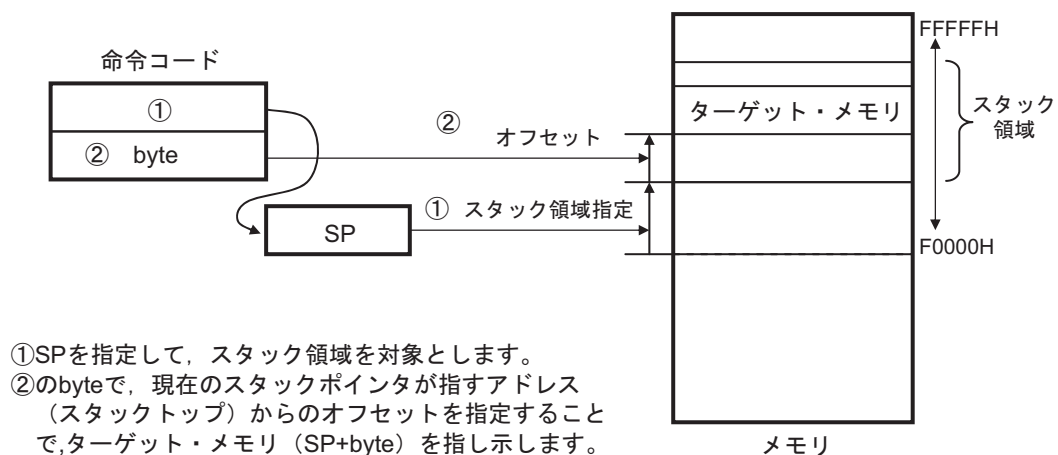 FFFFFH
命令コード
①
② byte
②
オフセット
ターゲット・メモリ
スタック
領域
① スタック領域指定
SP
F0000H
①SPを指定して，スタック領域を対象とします。
②のbyteで，現在のスタックポインタが指すアドレス
（スタックトップ）からのオフセットを指定すること
で,ターゲット・メモリ（SP+byte）を指し示します。
メモリ